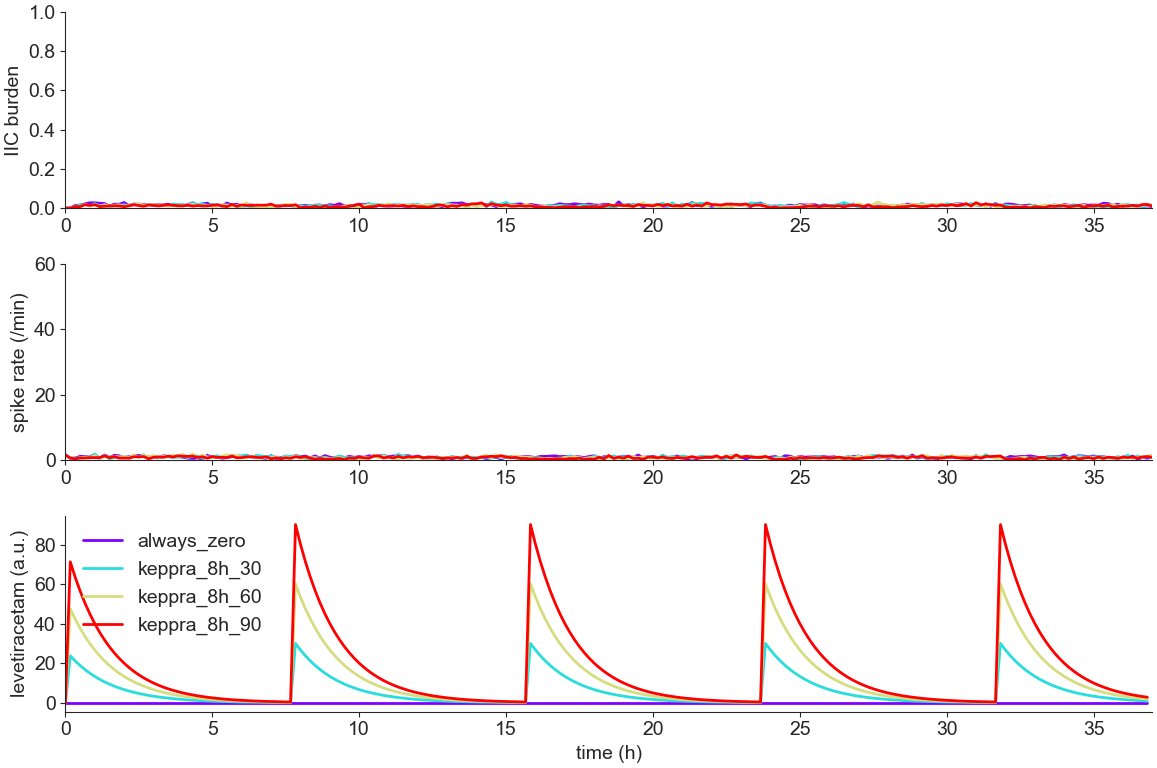 IIC burden
1.0
0.8
0.6
0.4
0.2
0.0
0 5 10 15 20 25 30 35
spike rate (/min)
60
40
20
0
0 5 10 15 20 25 30 35
levetiracetam (a.u.)
80
60
40
20
0
always_zero
keppra_8h_30
keppra_8h_60
keppra_8h_90
0 5 10 15 20 25 30 35
time (h)